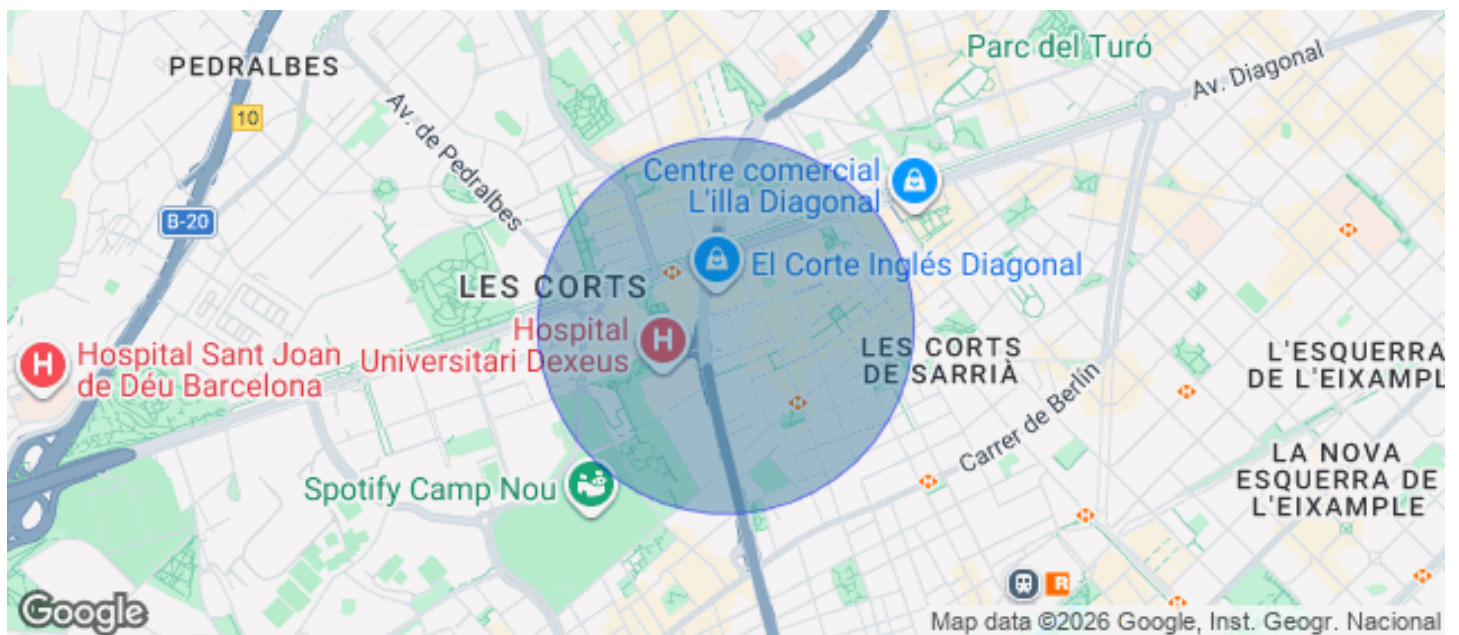 PEDRALBES
10
Av. de Pedralbes
B-20
Parc del Turó
Av. Diagonal
Centre comercial
L'illa Diagonal
El Corte Inglés Diagonal
LES CORTS
Hospital
Universitari Dexeus
H
H
Hospital Sant Joan
de Déu Barcelona
LES CORTS
DE SARRIÀ
L'ESQUERRA
DE L'EIXAMPL
Carrer de Berlín
LA NOVA
ESQUERRA DE
L'EIXAMPLE
Spotify Camp Nou
R
Google
Map data ©2026 Google, Inst. Geogr. Nacional